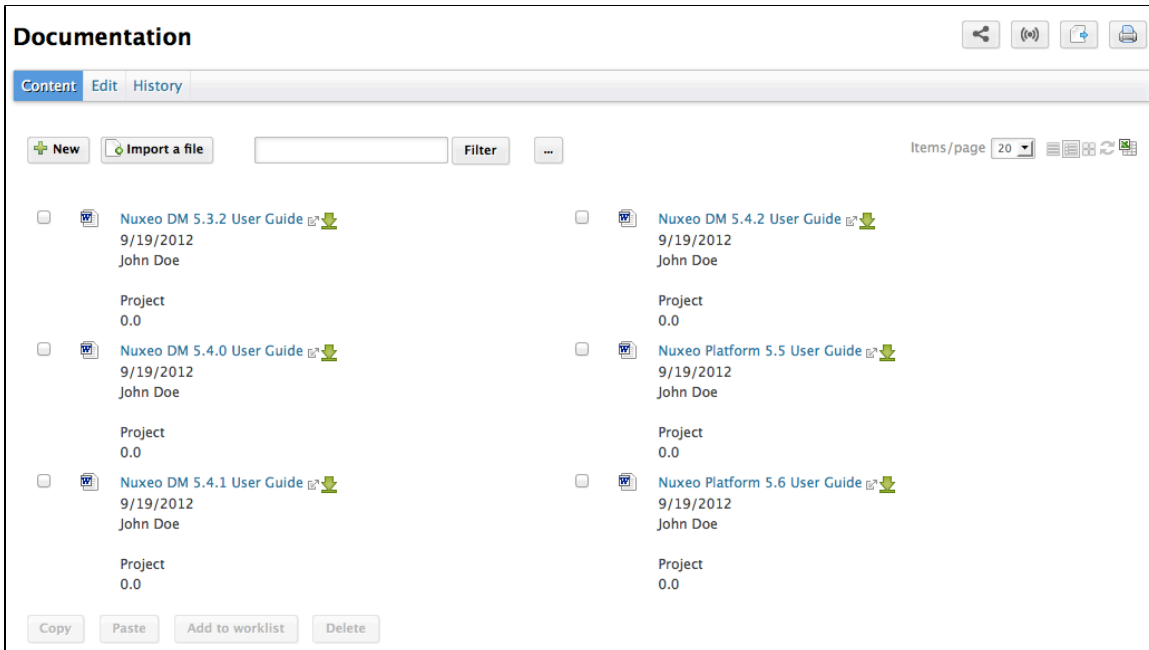 Documentation
Content Edit History
New Import a file Filter ... Items/page 20
Nuxeo DM 5.3.2 User Guide
9/19/2012
John Doe
Project
0.0
Nuxeo DM 5.4.2 User Guide
9/19/2012
John Doe
Project
0.0
Nuxeo DM 5.4.0 User Guide
9/19/2012
John Doe
Project
0.0
Nuxeo Platform 5.5 User Guide
9/19/2012
John Doe
Project
0.0
Nuxeo DM 5.4.1 User Guide
9/19/2012
John Doe
Project
0.0
Nuxeo Platform 5.6 User Guide
9/19/2012
John Doe
Project
0.0
Copy Paste Add to worklist Delete